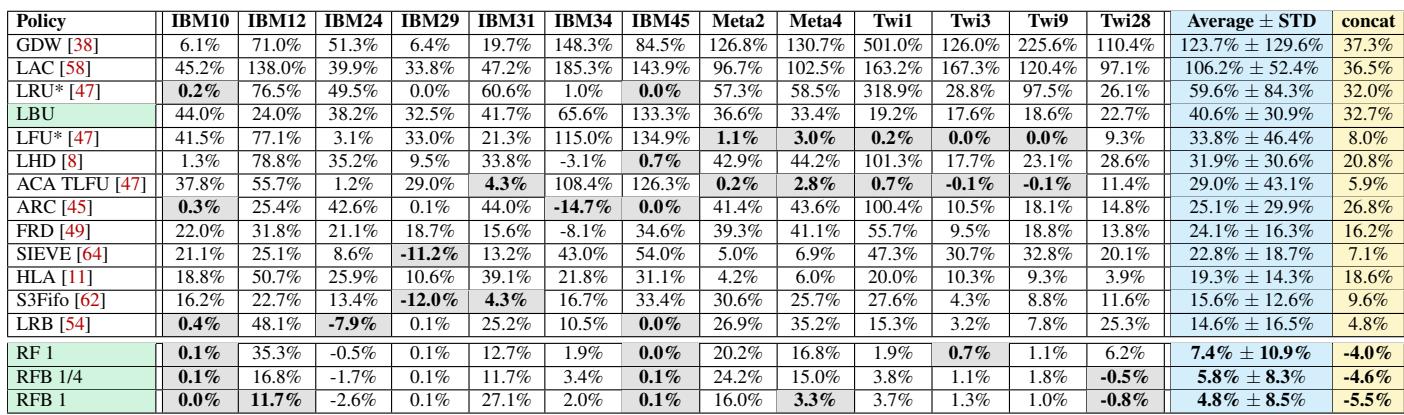 Policy IBM10 IBM12 IBM24 IBM29 IBM31 IBM34 IBM45 Meta2 Meta4 Twi1 Twi3 Twi9 Twi28 Average ± STD concat
GDW [38] 6.1% 71.0% 51.3% 6.4% 19.7% 148.3% 84.5% 126.8% 130.7% 501.0% 126.0% 225.6% 110.4% 123.7% ± 129.6% 37.3%
LAC [58] 45.2% 138.0% 39.9% 33.8% 47.2% 185.3% 143.9% 96.7% 102.5% 163.2% 167.3% 120.4% 97.1% 106.2% ± 52.4% 36.5%
LRU* [47] 0.2% 76.5% 49.5% 0.0% 60.6% 1.0% 0.0% 57.3% 58.5% 318.9% 28.8% 97.5% 26.1% 59.6% ± 84.3% 32.0%
LBU 44.0% 24.0% 38.2% 32.5% 41.7% 65.6% 133.3% 36.6% 33.4% 19.2% 17.6% 18.6% 22.7% 40.6% ± 30.9% 32.7%
LFU* [47] 41.5% 77.1% 3.1% 33.0% 21.3% 115.0% 134.9% 1.1% 3.0% 0.2% 0.0% 0.0% 9.3% 33.8% ± 46.4% 8.0%
LHD [8] 1.3% 78.8% 35.2% 9.5% 33.8% -3.1% 0.7% 42.9% 44.2% 101.3% 17.7% 23.1% 28.6% 31.9% ± 30.6% 20.8%
ACA TLFU [47] 37.8% 55.7% 1.2% 29.0% 4.3% 108.4% 126.3% 0.2% 2.8% 0.7% -0.1% -0.1% 11.4% 29.0% ± 43.1% 5.9%
ARC [45] 0.3% 25.4% 42.6% 0.1% 44.0% -14.7% 0.0% 41.4% 43.6% 100.4% 10.5% 18.1% 14.8% 25.1% ± 29.9% 26.8%
FRD [49] 22.0% 31.8% 21.1% 18.7% 15.6% -8.1% 34.6% 39.3% 41.1% 55.7% 9.5% 18.8% 13.8% 24.1% ± 16.3% 16.2%
SIEVE [64] 21.1% 25.1% 8.6% -11.2% 13.2% 43.0% 54.0% 5.0% 6.9% 47.3% 30.7% 32.8% 20.1% 22.8% ± 18.7% 7.1%
HLA [11] 18.8% 50.7% 25.9% 10.6% 39.1% 21.8% 31.1% 4.2% 6.0% 20.0% 10.3% 9.3% 3.9% 19.3% ± 14.3% 18.6%
S3Fifo [62] 16.2% 22.7% 13.4% -12.0% 4.3% 16.7% 33.4% 30.6% 25.7% 27.6% 4.3% 8.8% 11.6% 15.6% ± 12.6% 9.6%
LRB [54] 0.4% 48.1% -7.9% 0.1% 25.2% 10.5% 0.0% 26.9% 35.2% 15.3% 3.2% 7.8% 25.3% 14.6% ± 16.5% 4.8%
RF 1 0.1% 35.3% -0.5% 0.1% 12.7% 1.9% 0.0% 20.2% 16.8% 1.9% 0.7% 1.1% 6.2% 7.4% ± 10.9% -4.0%
RFB 1/4 0.1% 16.8% -1.7% 0.1% 11.7% 3.4% 0.1% 24.2% 15.0% 3.8% 1.1% 1.8% -0.5% 5.8% ± 8.3% -4.6%
RFB 1 0.0% 11.7% -2.6% 0.1% 27.1% 2.0% 0.1% 16.0% 3.3% 3.7% 1.3% 1.0% -0.8% 4.8% ± 8.5% -5.5%